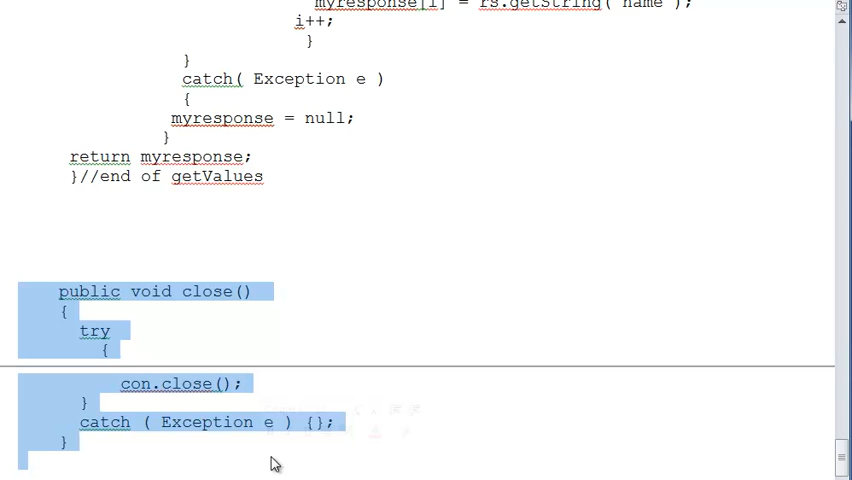 myresponse[i] = rs.getString( name );
i++;
}
}
catch( Exception e )
{
myresponse = null;
}
return myresponse;
}//end of getValues
public void close()
{
try
{
con.close();
}
catch ( Exception e ) {};
}